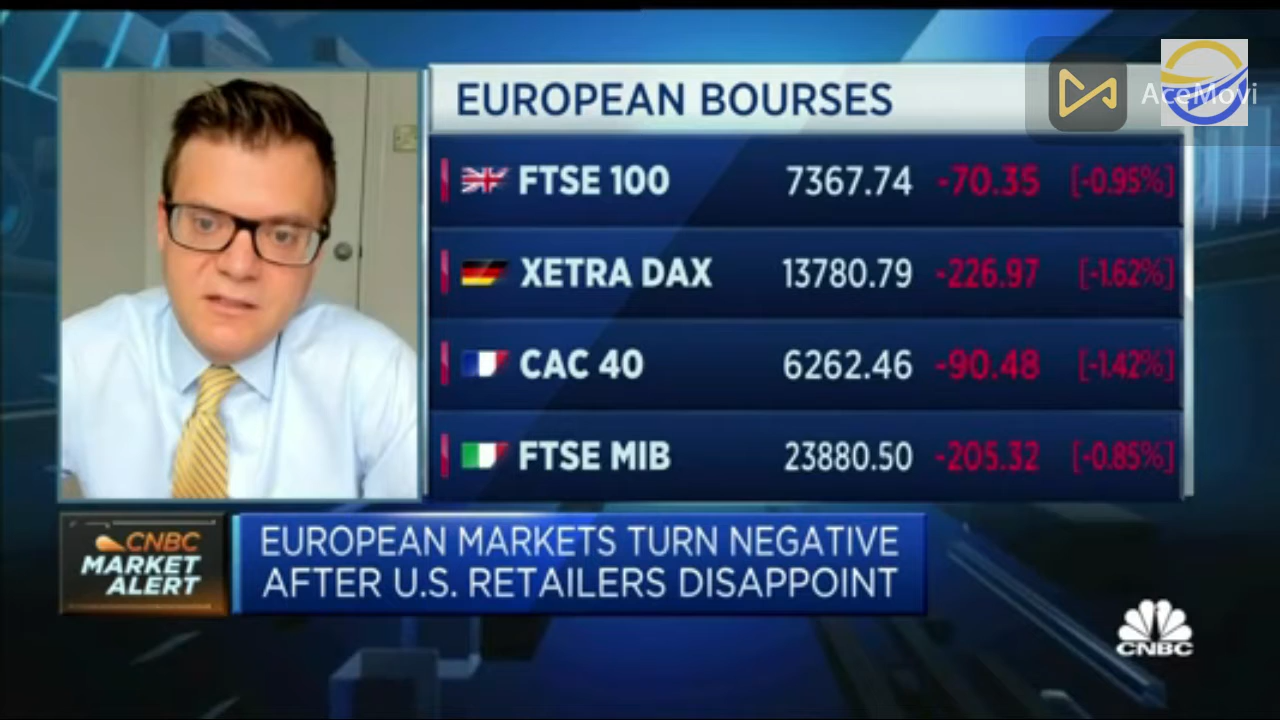 AceMovi
EUROPEAN BOURSES
FTSE 100 7367.74 -70.35 [-0.95%]
XETRA DAX 13780.79 -226.97 [-1.62%]
CAC 40 6262.46 -90.48 [-1.42%]
FTSE MIB 23880.50 -205.32 [-0.85%]
CNBC
MARKET
ALERT
EUROPEAN MARKETS TURN NEGATIVE
AFTER U.S. RETAILERS DISAPPOINT
CNBC